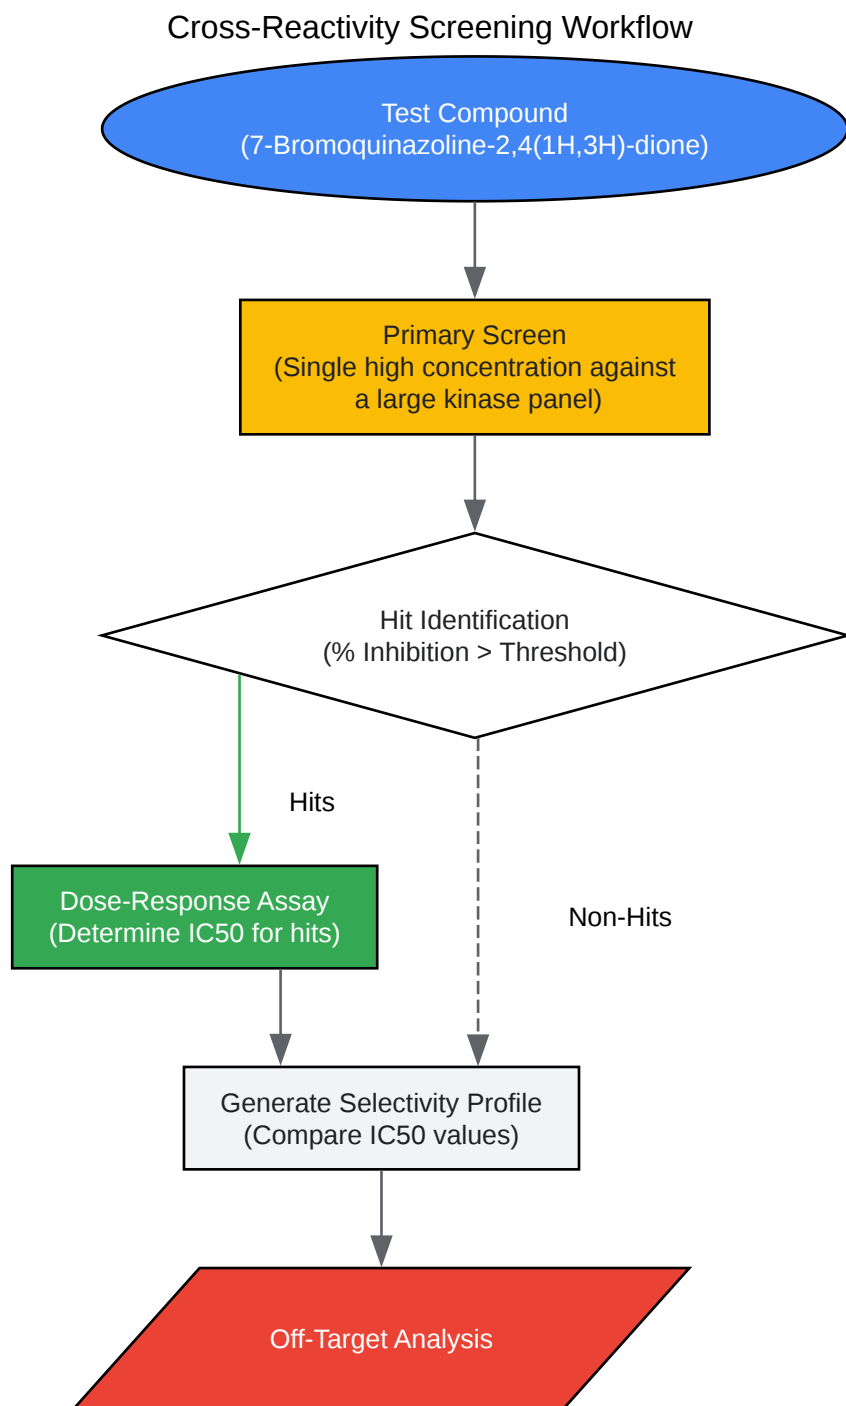 Cross-Reactivity Screening Workflow
Test Compound
(7-Bromoquinazoline-2,4(1H,3H)-dione)
Primary Screen
(Single high concentration against
a large kinase panel)
Hit Identification
(% Inhibition > Threshold)
Hits
Dose-Response Assay
(Determine IC50 for hits)
Non-Hits
Generate Selectivity Profile
(Compare IC50 values)
Off-Target Analysis